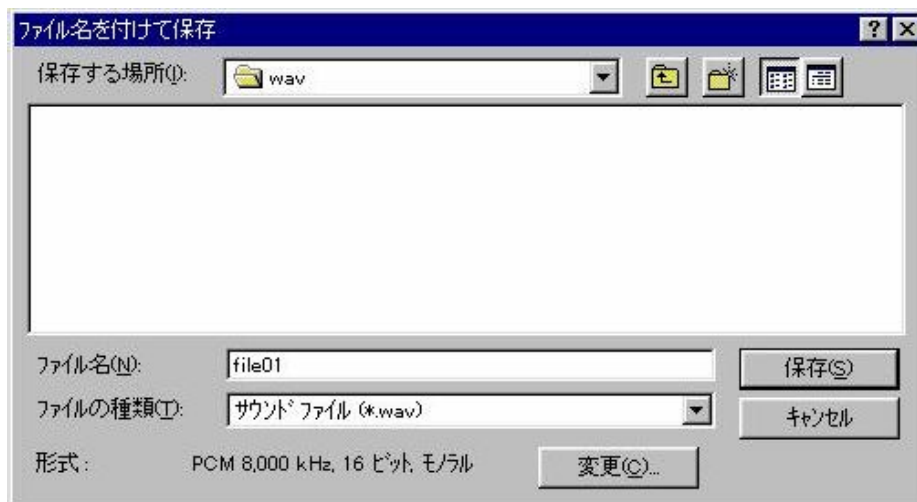 ファイル名を付けて保存
保存する場所(I): wav
ファイル名(N): file01 保存(S)
ファイルの種類(T): サウンド ファイル (*.wav) キャンセル
形式: PCM 8,000 kHz, 16 ビット, モノラル 変更(C)...